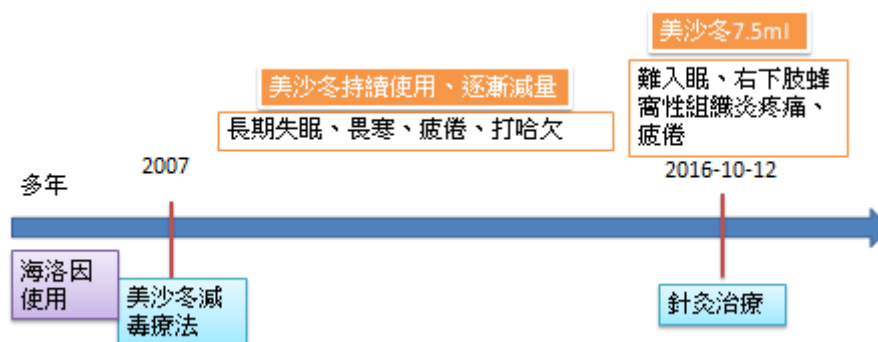 美沙冬7.5ml
美沙冬持續使用、逐漸減量
難入眠、右下肢蜂
窩性組織炎疼痛、
疲倦
長期失眠、畏寒、疲倦、打哈欠
2007
2016-10-12
多年
海洛因
使用
美沙冬減
毒療法
針灸治療